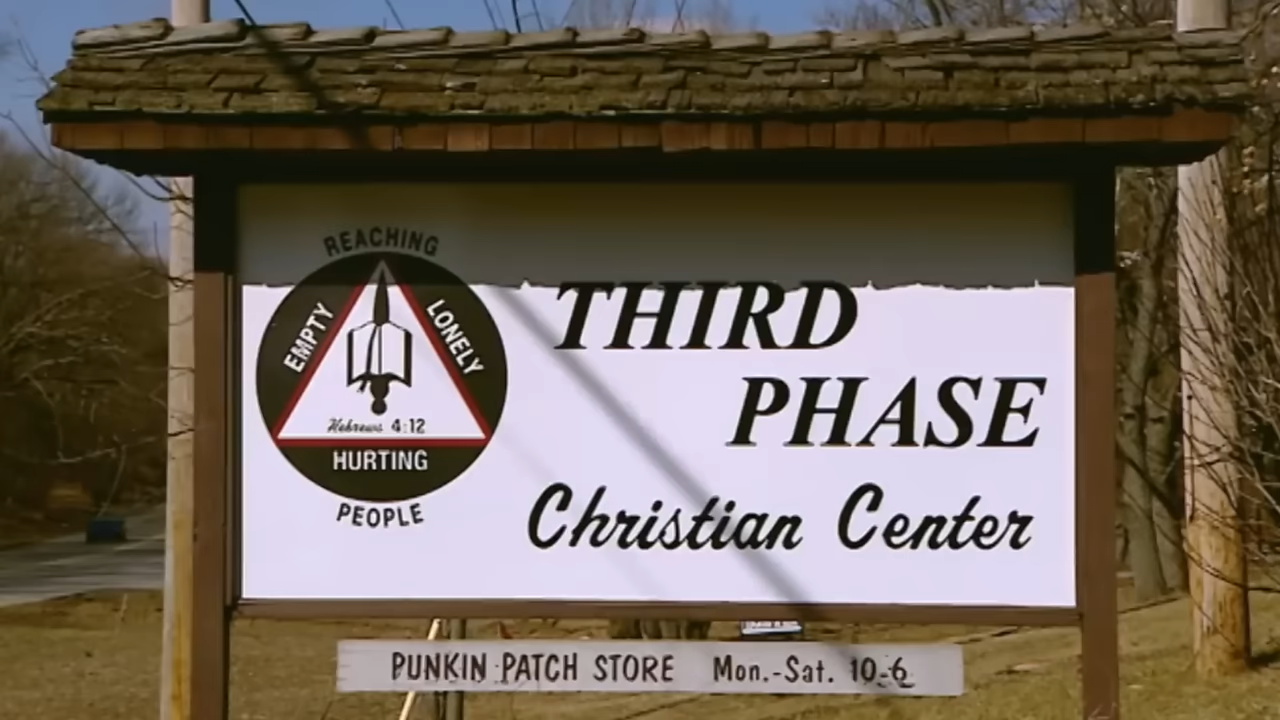 REACHING
EMPTY
LONELY
Hebrews 4:12
HURTING
PEOPLE
THIRD
PHASE
Christian Center
PUNKIN PATCH STORE Mon.-Sat. 10-6